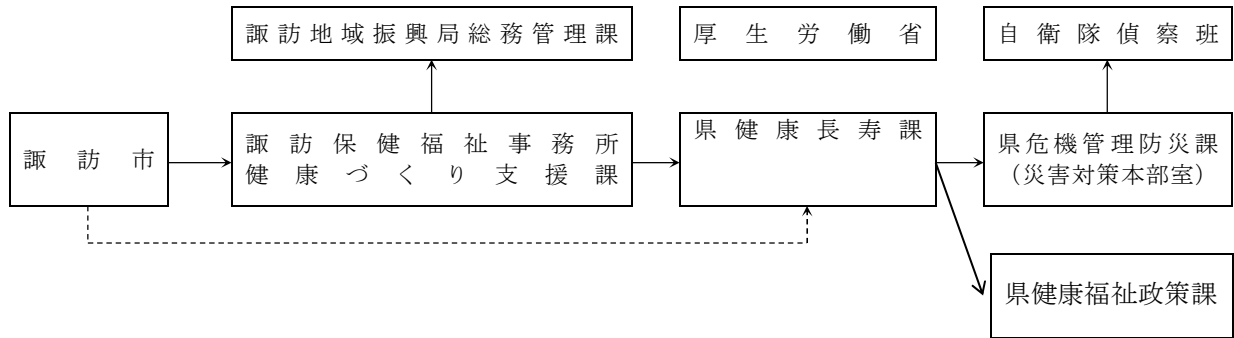 諏訪地域振興局総務管理課
厚生労働省
自衛隊偵察班
諏訪市
諏訪保健福祉事務所
健康づくり支援課
県健康長寿課
県危機管理防災課
（災害対策本部室）
県健康福祉政策課